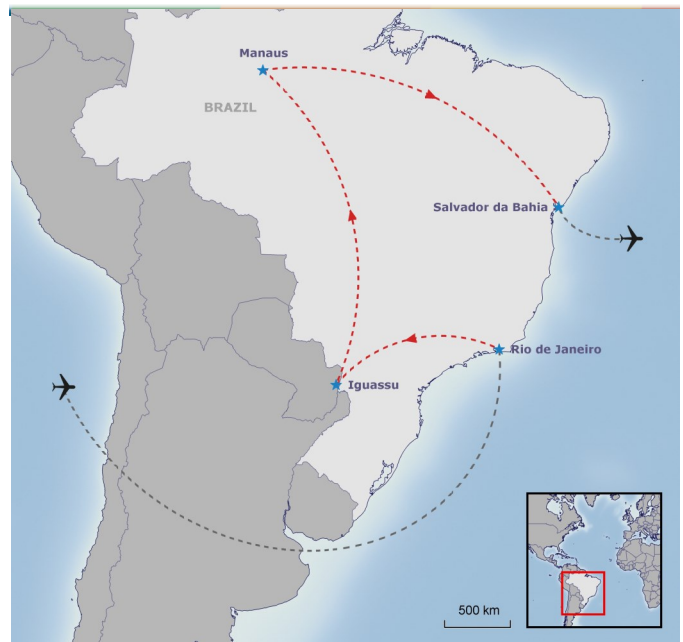 Manaus
BRAZIL
Salvador da Bahia
Rio de Janeiro
Iguassu
500 km